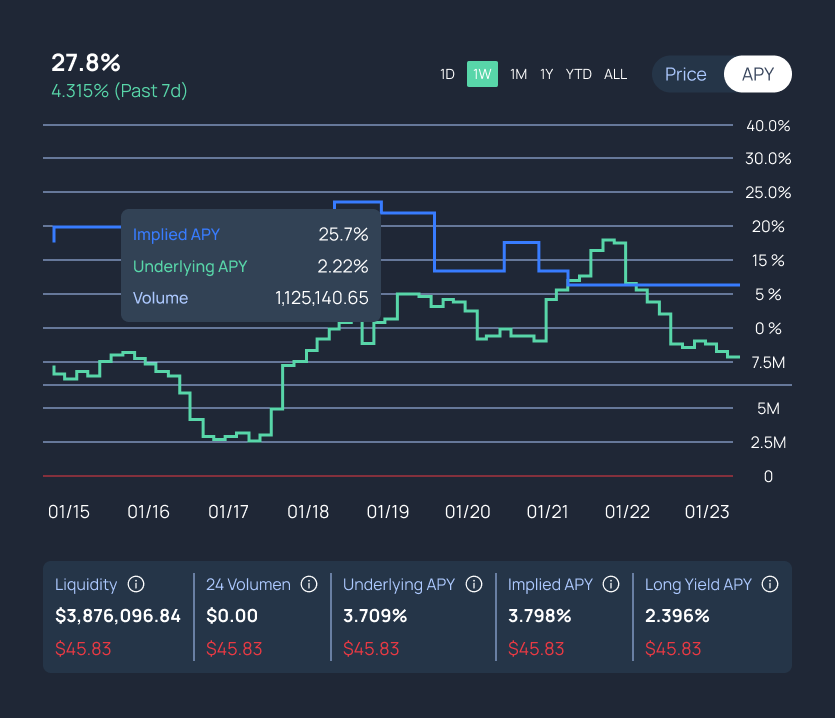 27.8%
4.315% (Past 7d)
1D 1W 1M 1Y YTD ALL
Price APY
40.0%
30.0%
25.0%
20%
15 %
5 %
0 %
7.5M
5M
2.5M
0
Implied APY 25.7%
Underlying APY 2.22%
Volume 1,125,140.65
01/15 01/16 01/17 01/18 01/19 01/20 01/21 01/22 01/23
Liquidity 24 Volumen Underlying APY Implied APY Long Yield APY
$3,876,096.84 $0.00 3.709% 3.798% 2.396%
$45.83 $45.83 $45.83 $45.83 $45.83